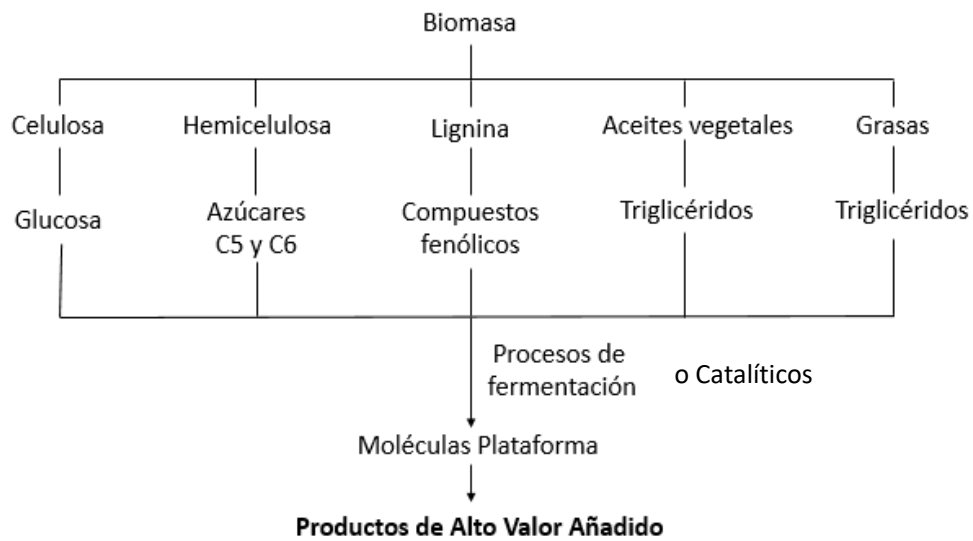 Biomasa
Celulosa
Hemicelulosa
Lignina
Aceites vegetales
Grasas
Glucosa
Azúcares
C5 y C6
Compuestos
fenólicos
Triglicéridos
Triglicéridos
Procesos de
fermentación
o Catalíticos
Moléculas Plataforma
Productos de Alto Valor Añadido